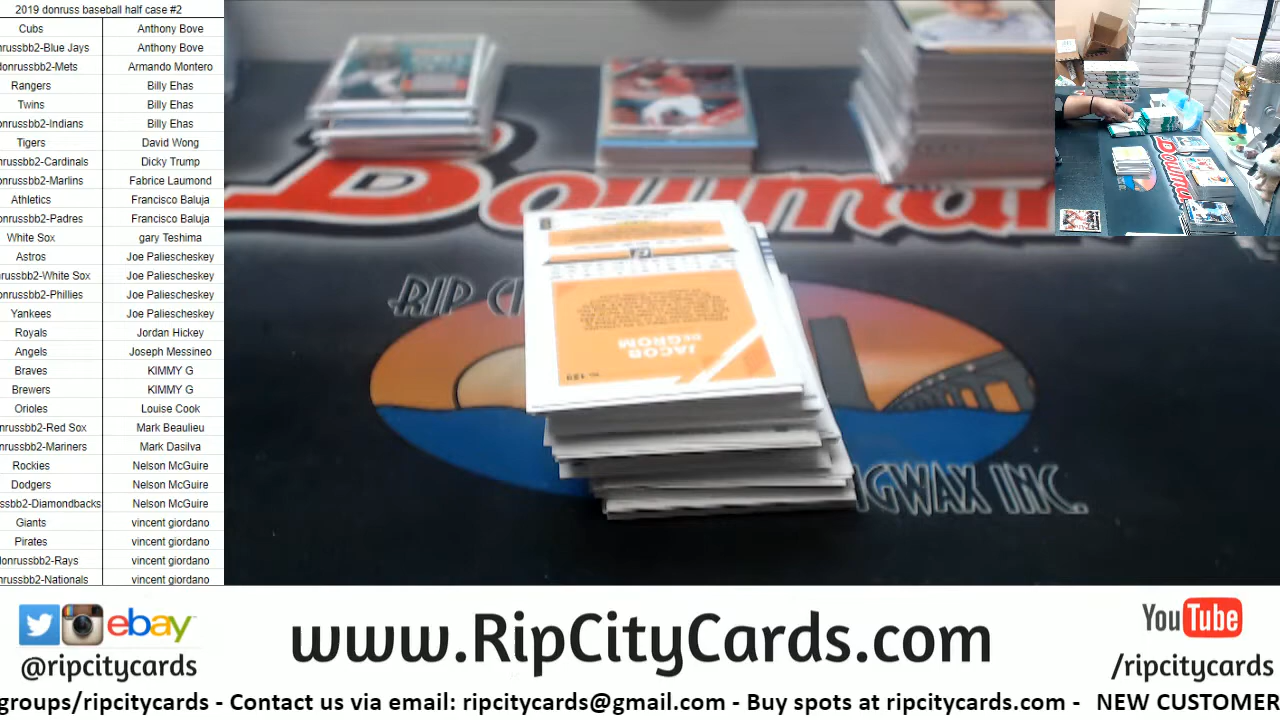 2019 donruss baseball half case #2
Cubs Anthony Bove
nrussbb2-Blue Jays Anthony Bove
donrussbb2-Mets Armando Montero
Rangers Billy Ehas
Twins Billy Ehas
onrussbb2-Indians Billy Ehas
Tigers David Wong
nrussbb2-Cardinals Dicky Trump
onrussbb2-Marlins Fabrice Laumond
Athletics Francisco Baluja
onrussbb2-Padres Francisco Baluja
White Sox gary Teshima
Astros Joe Paliescheskey
russbb2-White Sox Joe Paliescheskey
onrussbb2-Phillies Joe Paliescheskey
Yankees Joe Paliescheskey
Royals Jordan Hickey
Angels Joseph Messineo
Braves KIMMY G
Brewers KIMMY G
Orioles Louise Cook
nrussbb2-Red Sox Mark Beaulieu
nrussbb2-Mariners Mark Dasilva
Rockies Nelson McGuire
Dodgers Nelson McGuire
ssbb2-Diamondbacks Nelson McGuire
Giants vincent giordano
Pirates vincent giordano
donrussbb2-Rays vincent giordano
nrussbb2-Nationals vincent giordano
Bowman
RIP CI
JACOB
DEGROM
NGWAX INC.
ebay
@ripcitycards
www.RipCityCards.com
YouTube
/ripcitycards
groups/ripcitycards - Contact us via email: ripcitycards@gmail.com - Buy spots at ripcitycards.com - NEW CUSTOMER